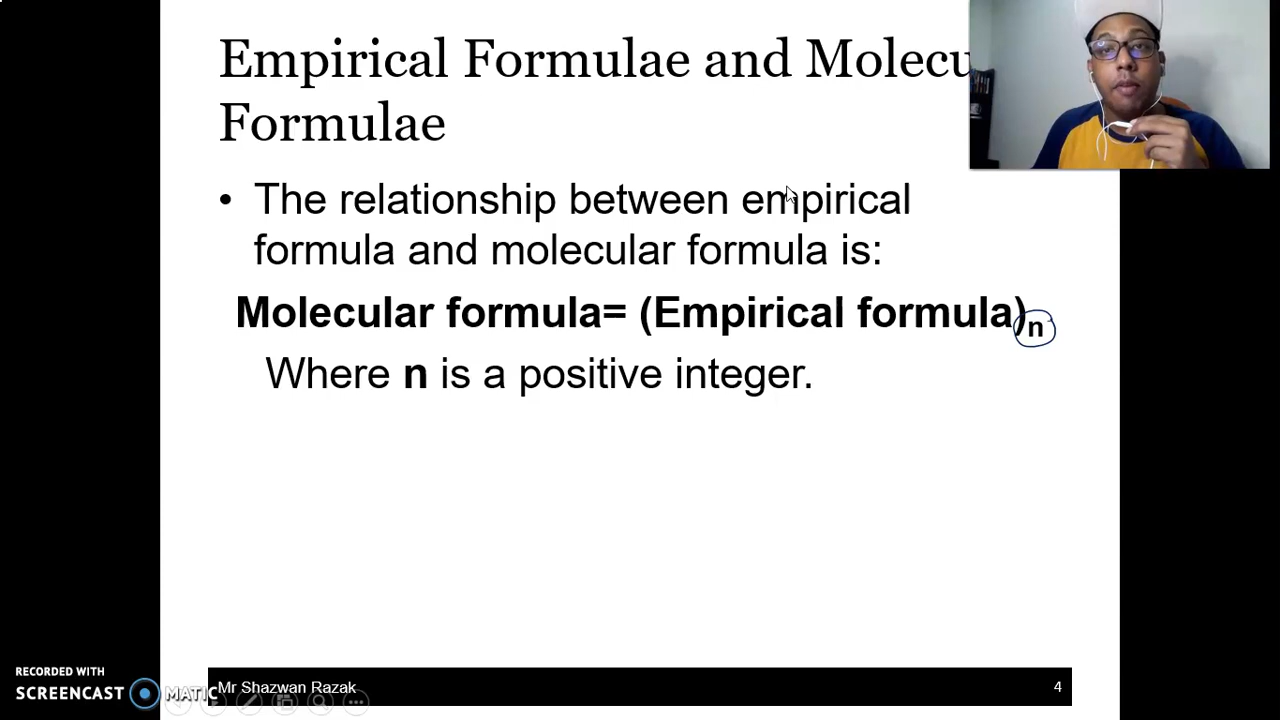 Empirical Formulae and Molecu
Formulae
• The relationship between empirical
formula and molecular formula is:
Molecular formula= (Empirical formula)n
Where n is a positive integer.
RECORDED WITH
SCREENCAST MATIC
Mr Shazwan Razak
4